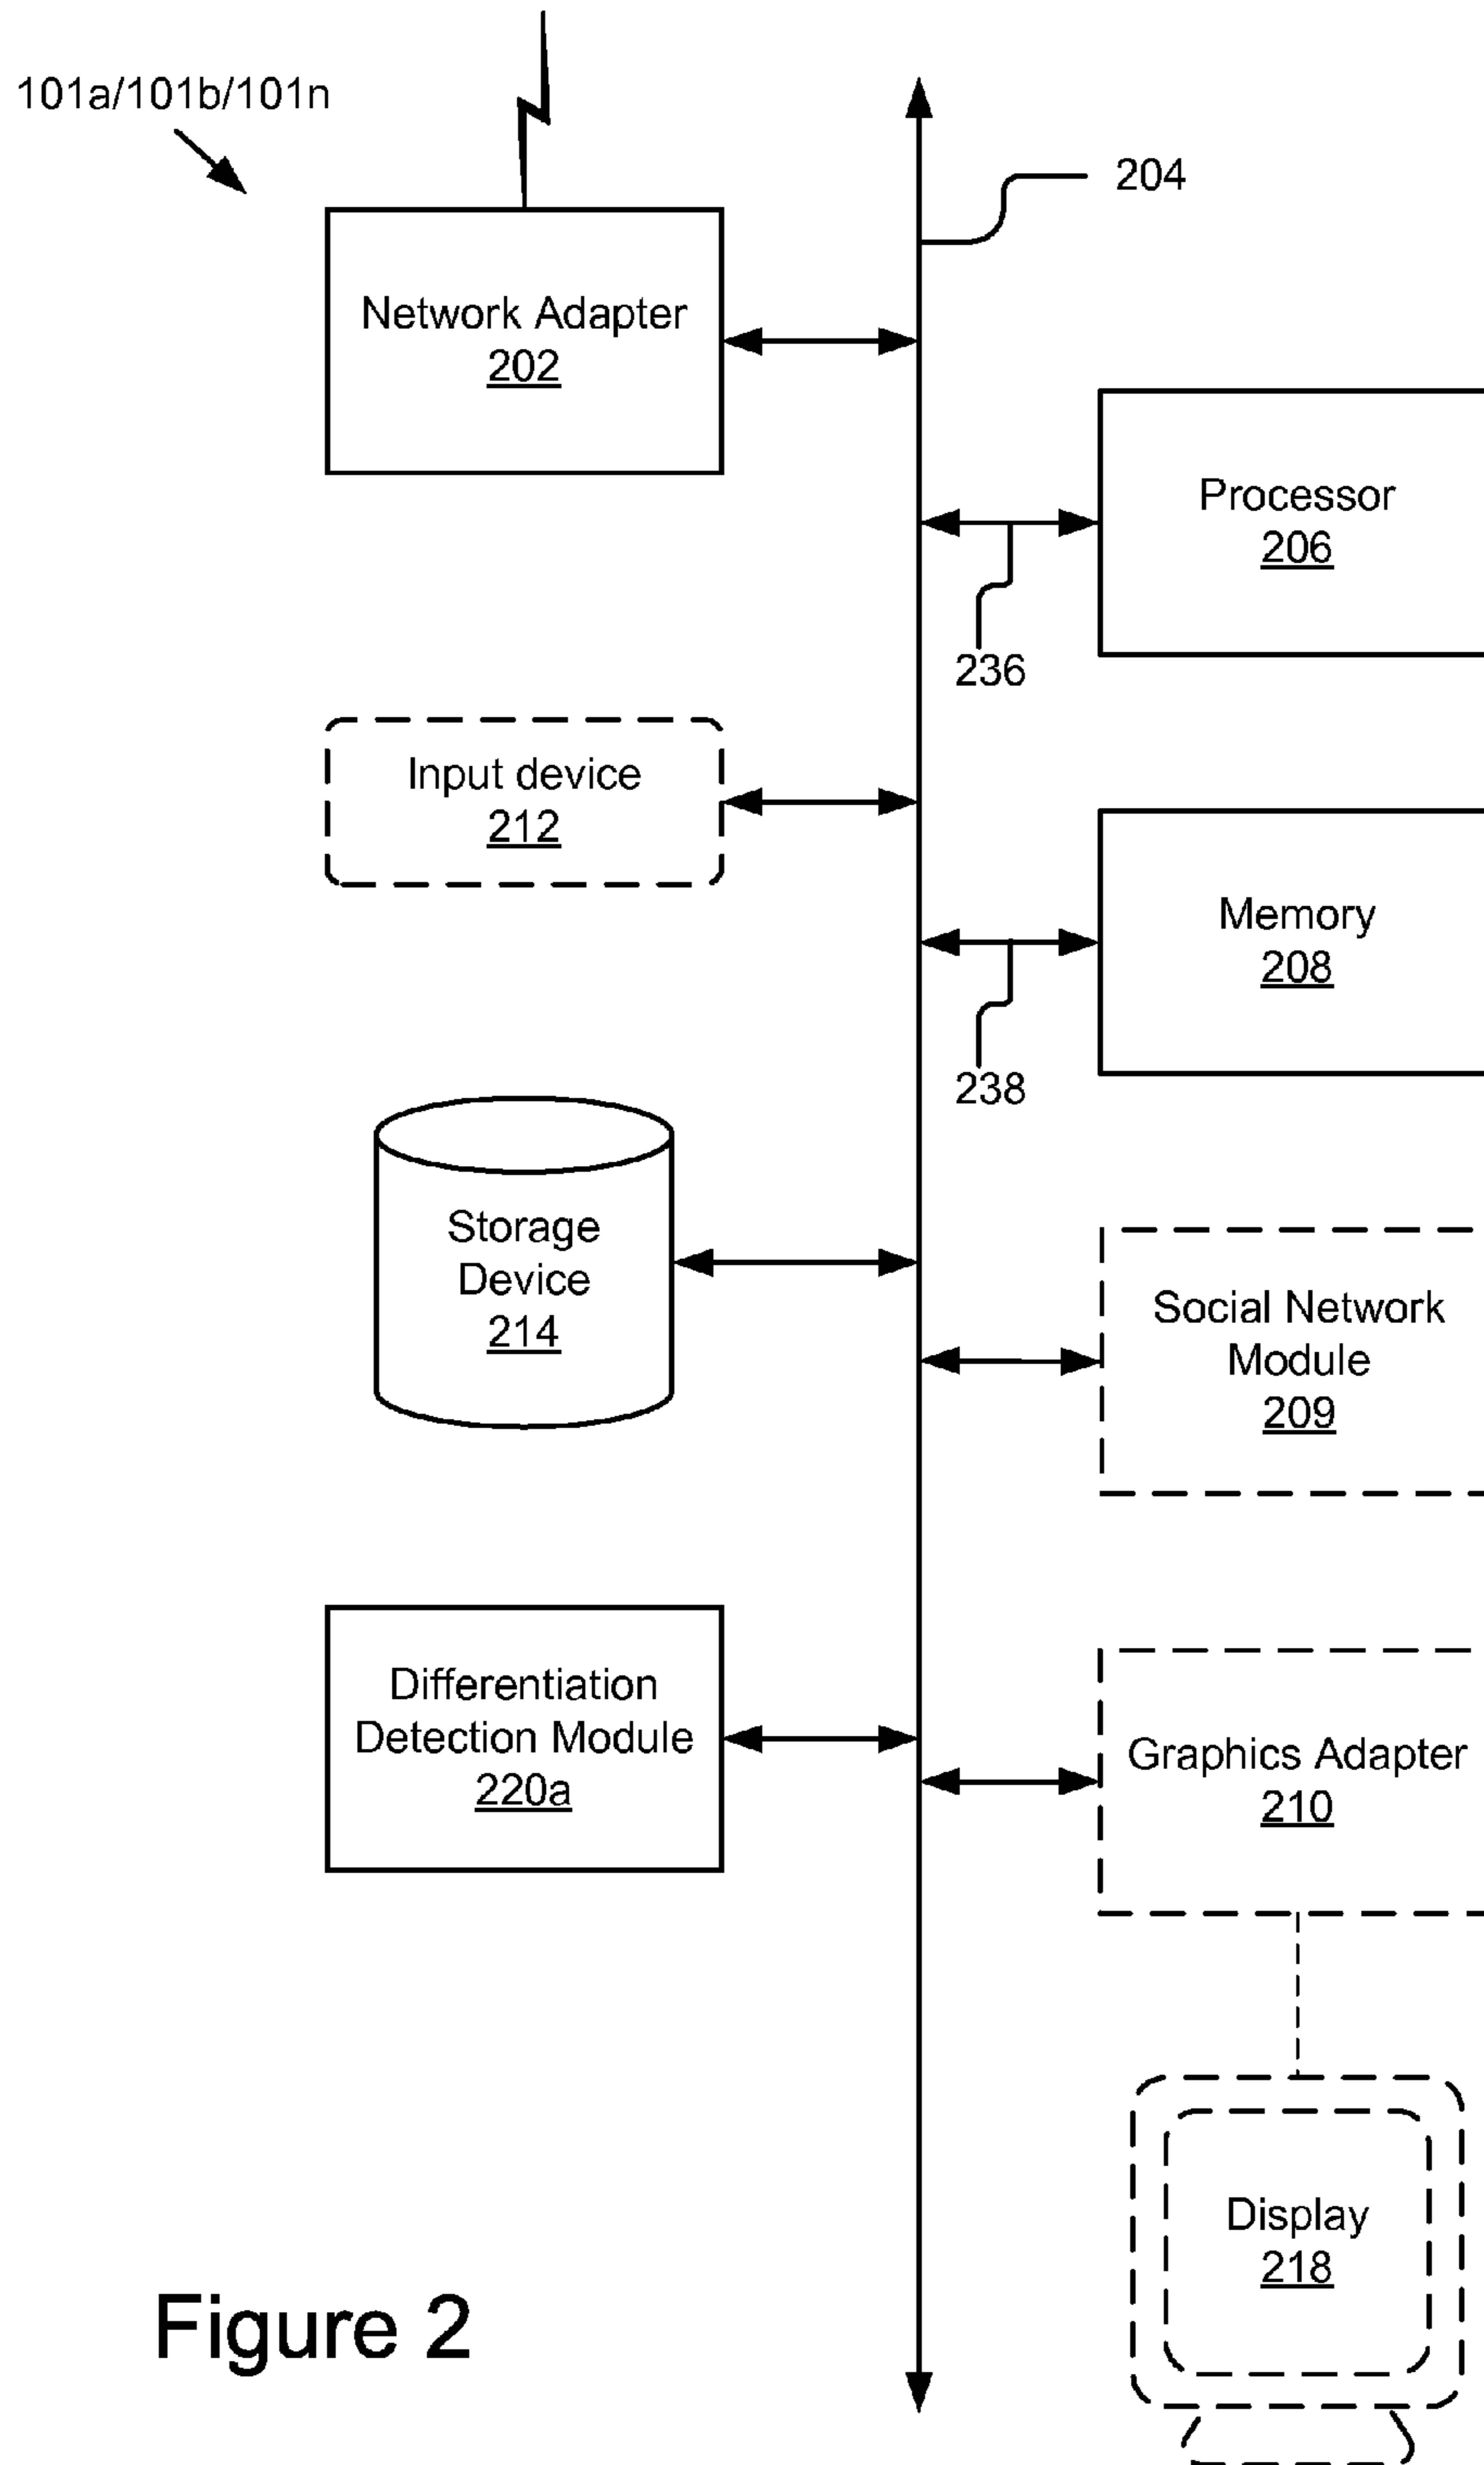 101a/101b/101n
204
Network Adapter
202
Processor
206
236
Input device
212
Memory
208
238
Storage
Device
214
Social Network
Module
209
Differentiation
Detection Module
220a
Graphics Adapter
210
Display
218
Figure 2